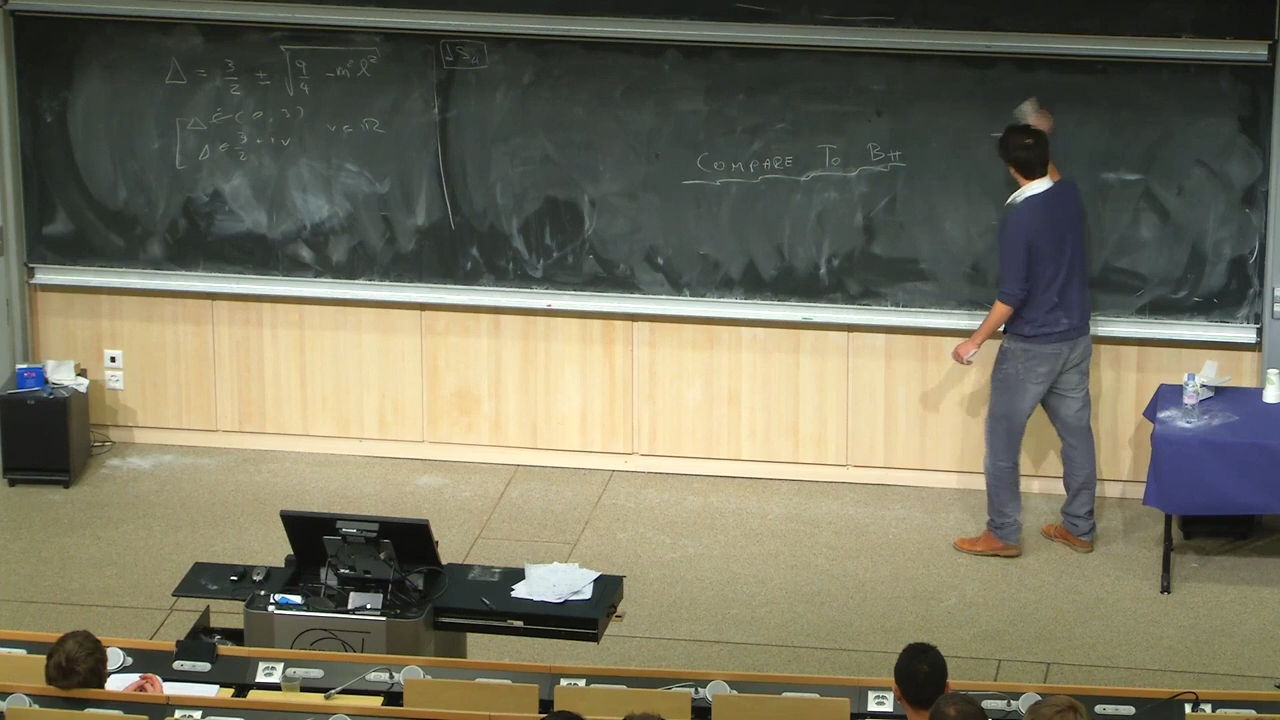 Δ = 3/2 ± √(9/4 - m²l²)
Δ ∈ (0, 3)
Δ ∈ 3/2 + iν ν ∈ ℝ
dS₄
COMPARE TO BH